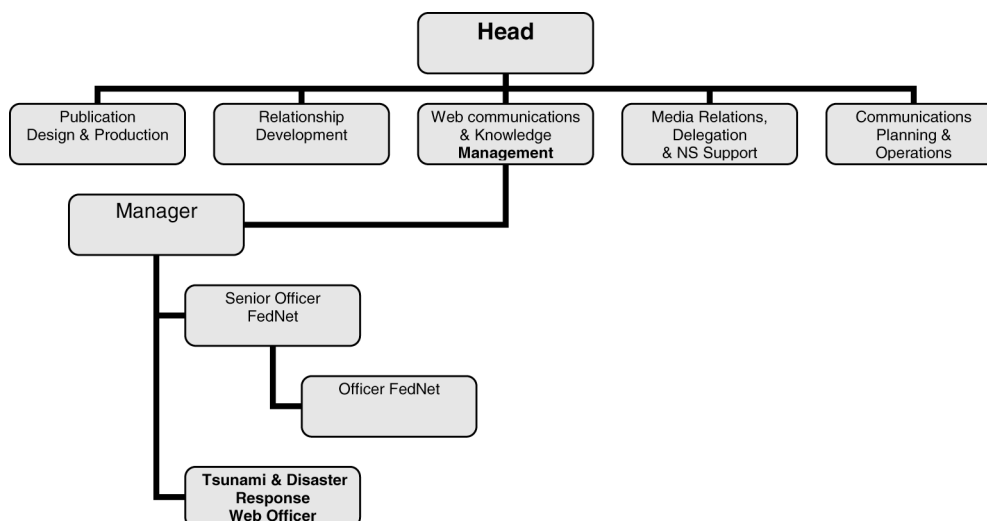 Head
Publication
Design & Production
Relationship
Development
Web communications
& Knowledge
Management
Media Relations,
Delegation
& NS Support
Communications
Planning &
Operations
Manager
Senior Officer
FedNet
Officer FedNet
Tsunami & Disaster
Response
Web Officer